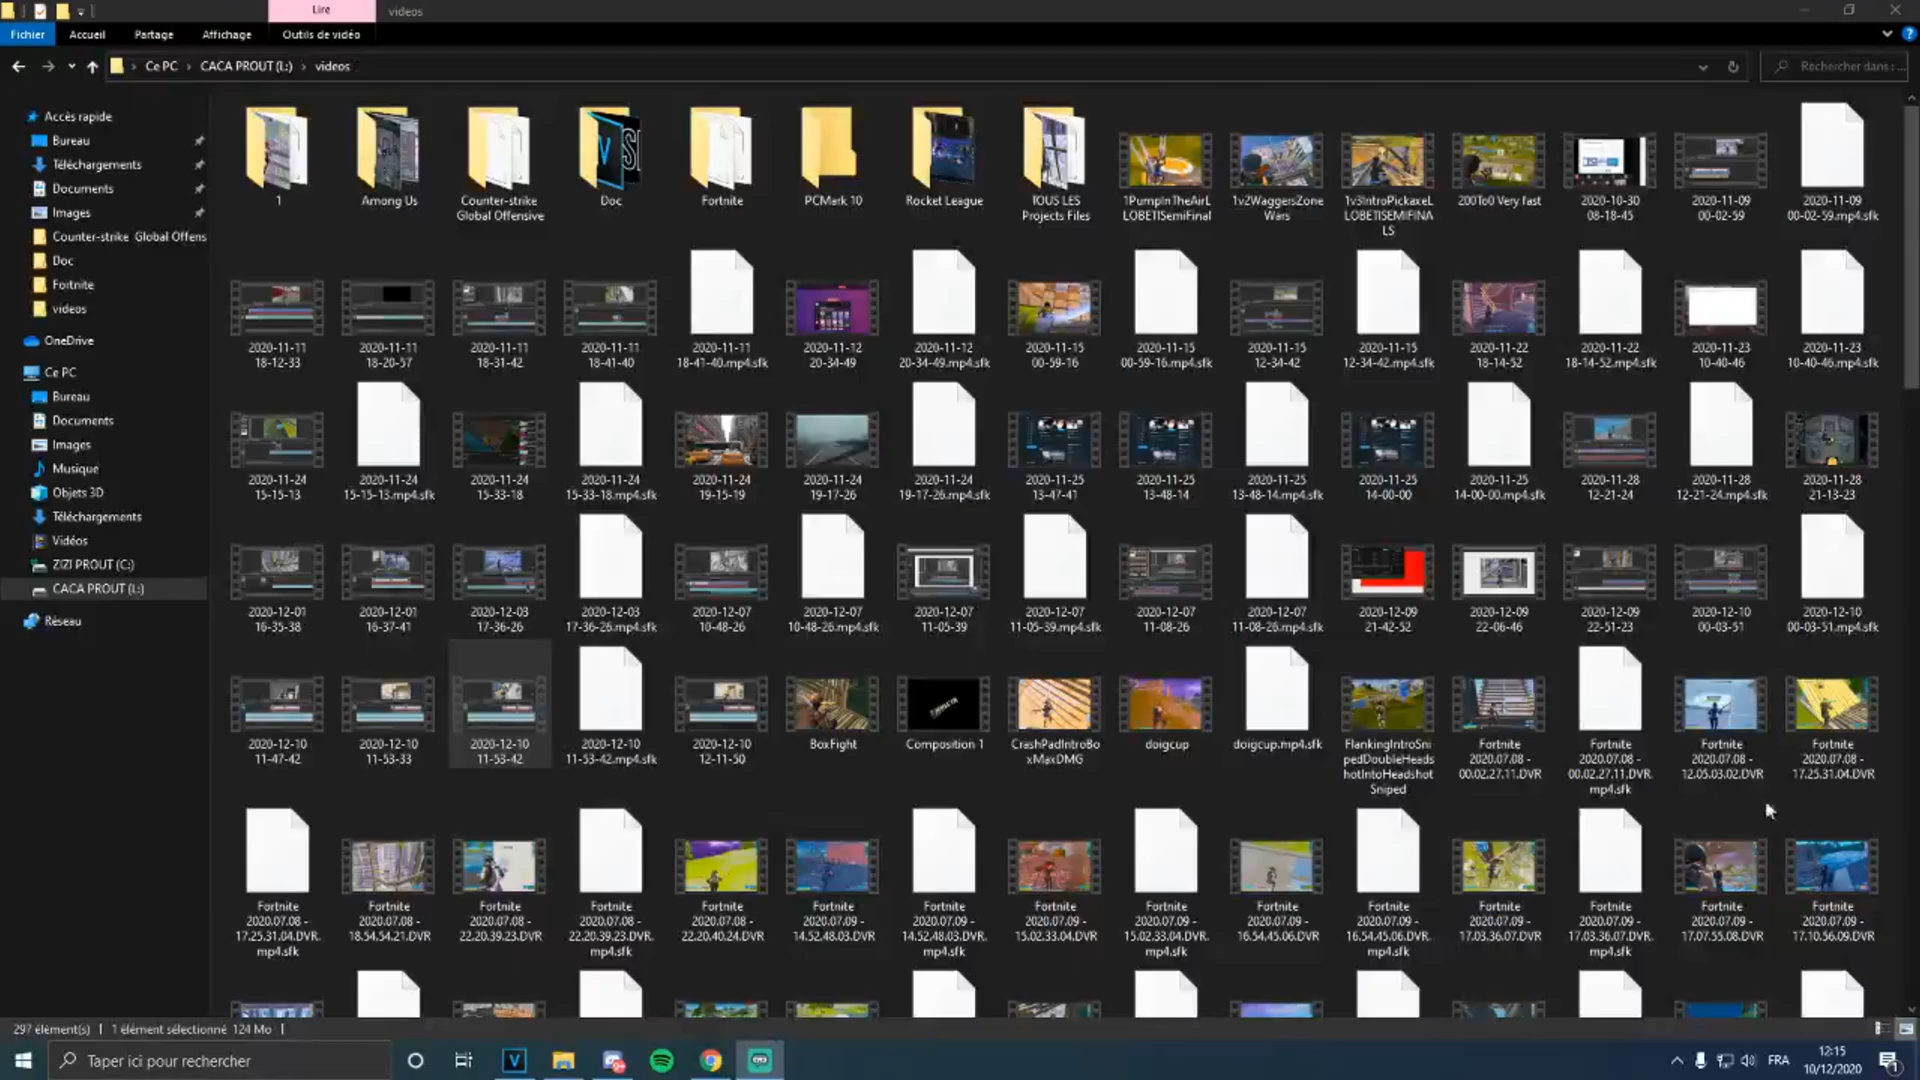 Lire
videos
Fichier
Accueil
Partage
Affichage
Outils de vidéo
Ce PC
CACA PROUT (L:)
videos
Rechercher dans : ...
Accès rapide
Bureau
Téléchargements
Documents
Images
Counter-strike Global Offens
Doc
Fortnite
videos
OneDrive
Ce PC
Bureau
Documents
Images
Musique
Objets 3D
Téléchargements
Vidéos
ZIZI PROUT (C:)
CACA PROUT (L:)
Réseau
1
Among Us
Counter-strike
Global Offensive
Doc
Fortnite
PCMark 10
Rocket League
TOUS LES
Projects Files
1PumpInTheAirL
LOBETISemiFinal
1v2WaggersZone
Wars
1v3IntroPickaxeL
LOBETISEMIFINA
LS
200To0 Very fast
2020-10-30
08-18-45
2020-11-09
00-02-59
2020-11-09
00-02-59.mp4.sfk
2020-11-11
18-12-33
2020-11-11
18-20-57
2020-11-11
18-31-42
2020-11-11
18-41-40
2020-11-11
18-41-40.mp4.sfk
2020-11-12
20-34-49
2020-11-12
20-34-49.mp4.sfk
2020-11-15
00-59-16
2020-11-15
00-59-16.mp4.sfk
2020-11-15
12-34-42
2020-11-15
12-34-42.mp4.sfk
2020-11-22
18-14-52
2020-11-22
18-14-52.mp4.sfk
2020-11-23
10-40-46
2020-11-23
10-40-46.mp4.sfk
2020-11-24
15-15-13
2020-11-24
15-15-13.mp4.sfk
2020-11-24
15-33-18
2020-11-24
15-33-18.mp4.sfk
2020-11-24
19-15-19
2020-11-24
19-17-26
2020-11-24
19-17-26.mp4.sfk
2020-11-25
13-47-41
2020-11-25
13-48-14
2020-11-25
13-48-14.mp4.sfk
2020-11-25
14-00-00
2020-11-25
14-00-00.mp4.sfk
2020-11-28
12-21-24
2020-11-28
12-21-24.mp4.sfk
2020-11-28
21-13-23
2020-12-01
16-35-38
2020-12-01
16-37-41
2020-12-03
17-36-26
2020-12-03
17-36-26.mp4.sfk
2020-12-07
10-48-26
2020-12-07
10-48-26.mp4.sfk
2020-12-07
11-05-39
2020-12-07
11-05-39.mp4.sfk
2020-12-07
11-08-26
2020-12-07
11-08-26.mp4.sfk
2020-12-09
21-42-52
2020-12-09
22-06-46
2020-12-09
22-51-23
2020-12-10
00-03-51
2020-12-10
00-03-51.mp4.sfk
2020-12-10
11-47-42
2020-12-10
11-53-33
2020-12-10
11-53-42
2020-12-10
11-53-42.mp4.sfk
2020-12-10
12-11-50
BoxFight
Composition 1
CrashPadIntroBo
xMaxDMG
doigcup
doigcup.mp4.sfk
FlankingIntroSni
pedDoubleHeads
hotIntoHeadshot
Sniped
Fortnite
2020.07.08 -
00.02.27.11.DVR
Fortnite
2020.07.08 -
00.02.27.11.DVR.
mp4.sfk
Fortnite
2020.07.08 -
12.05.03.02.DVR
Fortnite
2020.07.08 -
17.25.31.04.DVR
Fortnite
2020.07.08 -
17.25.31.04.DVR.
mp4.sfk
Fortnite
2020.07.08 -
18.54.54.21.DVR
Fortnite
2020.07.08 -
22.20.39.23.DVR
Fortnite
2020.07.08 -
22.20.39.23.DVR.
mp4.sfk
Fortnite
2020.07.08 -
22.20.40.24.DVR
Fortnite
2020.07.09 -
14.52.48.03.DVR
Fortnite
2020.07.09 -
14.52.48.03.DVR.
mp4.sfk
Fortnite
2020.07.09 -
15.02.33.04.DVR
Fortnite
2020.07.09 -
15.02.33.04.DVR.
mp4.sfk
Fortnite
2020.07.09 -
16.54.45.06.DVR
Fortnite
2020.07.09 -
16.54.45.06.DVR.
mp4.sfk
Fortnite
2020.07.09 -
17.03.36.07.DVR
Fortnite
2020.07.09 -
17.03.36.07.DVR.
mp4.sfk
Fortnite
2020.07.09 -
17.07.55.08.DVR
Fortnite
2020.07.09 -
17.10.56.09.DVR
297 élément(s)
1 élément sélectionné 124 Mo
Taper ici pour rechercher
FRA
12:15
10/12/2020